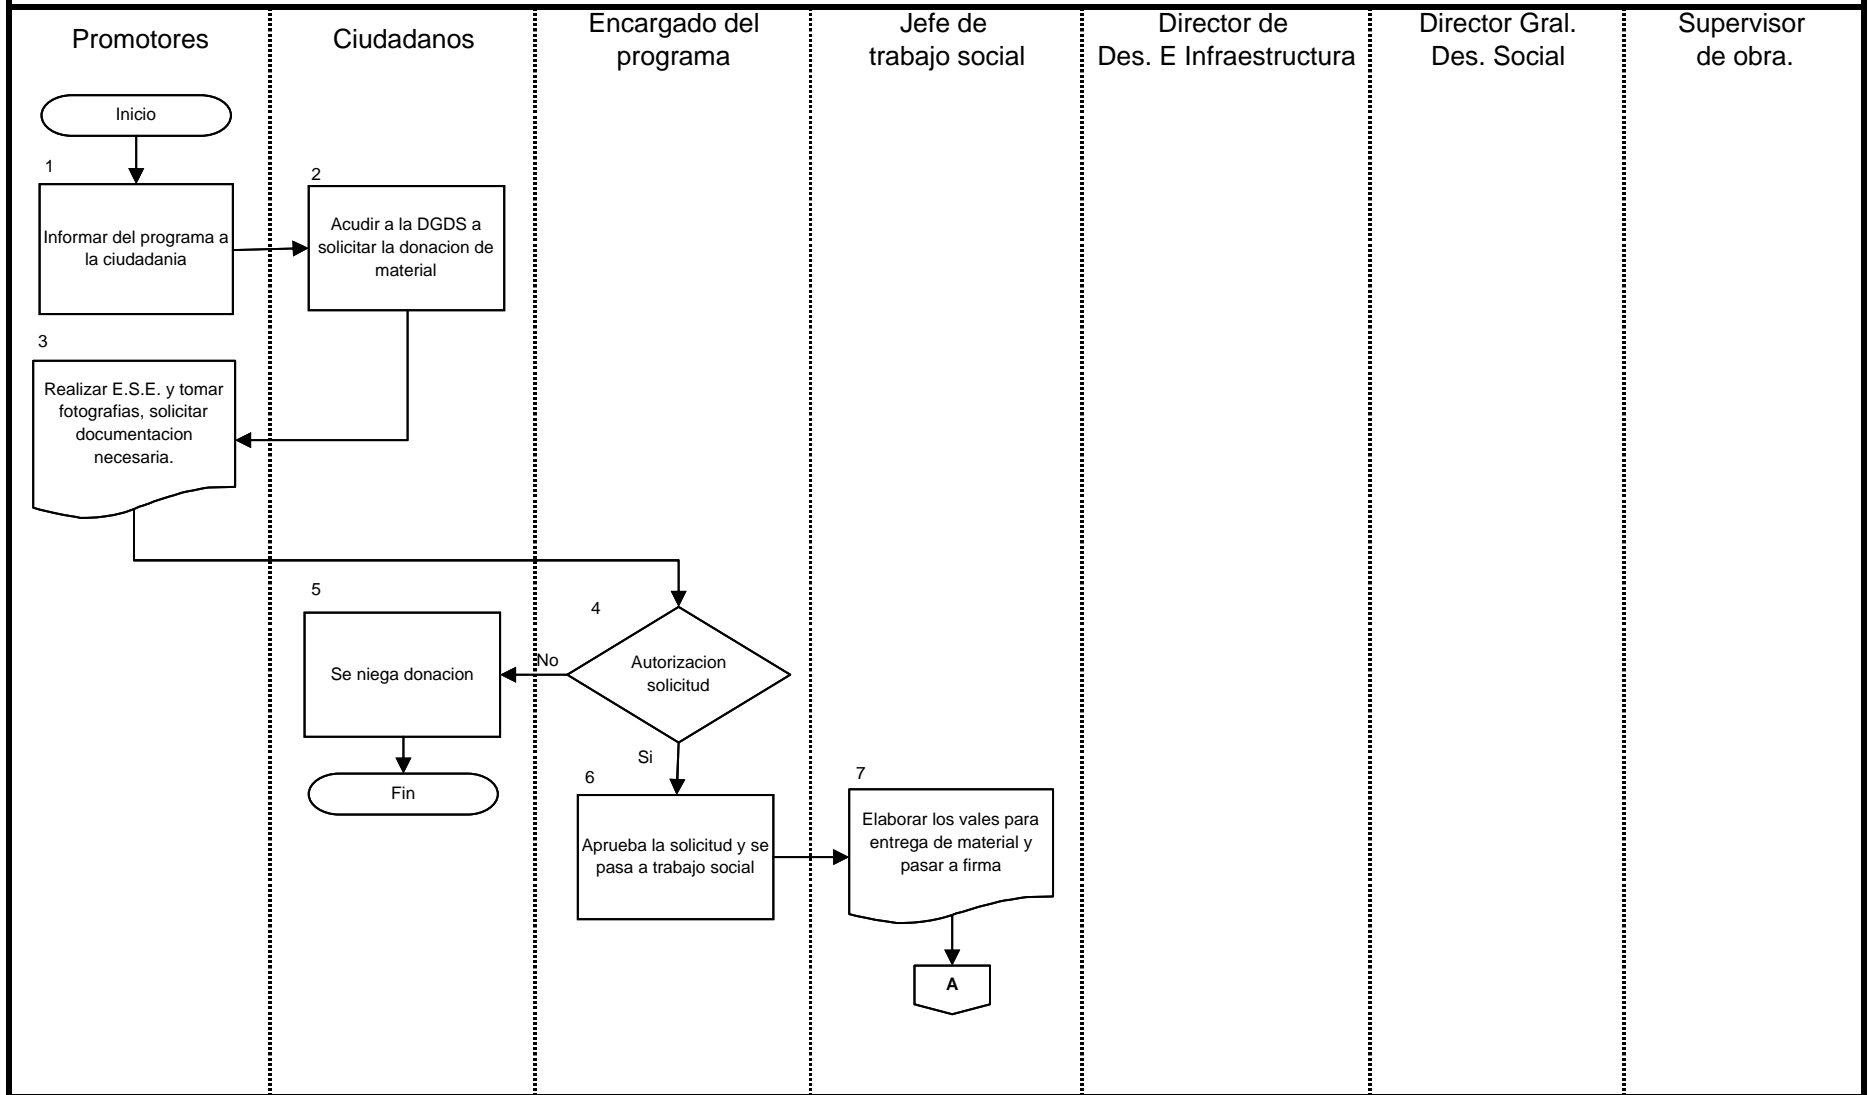 Promotores
Ciudadanos
Encargado del
programa
Jefe de
trabajo social
Director de
Des. E Infraestructura
Director Gral.
Des. Social
Supervisor
de obra.
Inicio
1
Informar del programa a
la ciudadania
2
Acudir a la DGDS a
solicitar la donacion de
material
3
Realizar E.S.E. y tomar
fotografias, solicitar
documentacion
necesaria.
4
Autorizacion
solicitud
No
5
Se niega donacion
Fin
Si
6
Aprueba la solicitud y se
pasa a trabajo social
7
Elaborar los vales para
entrega de material y
pasar a firma
A